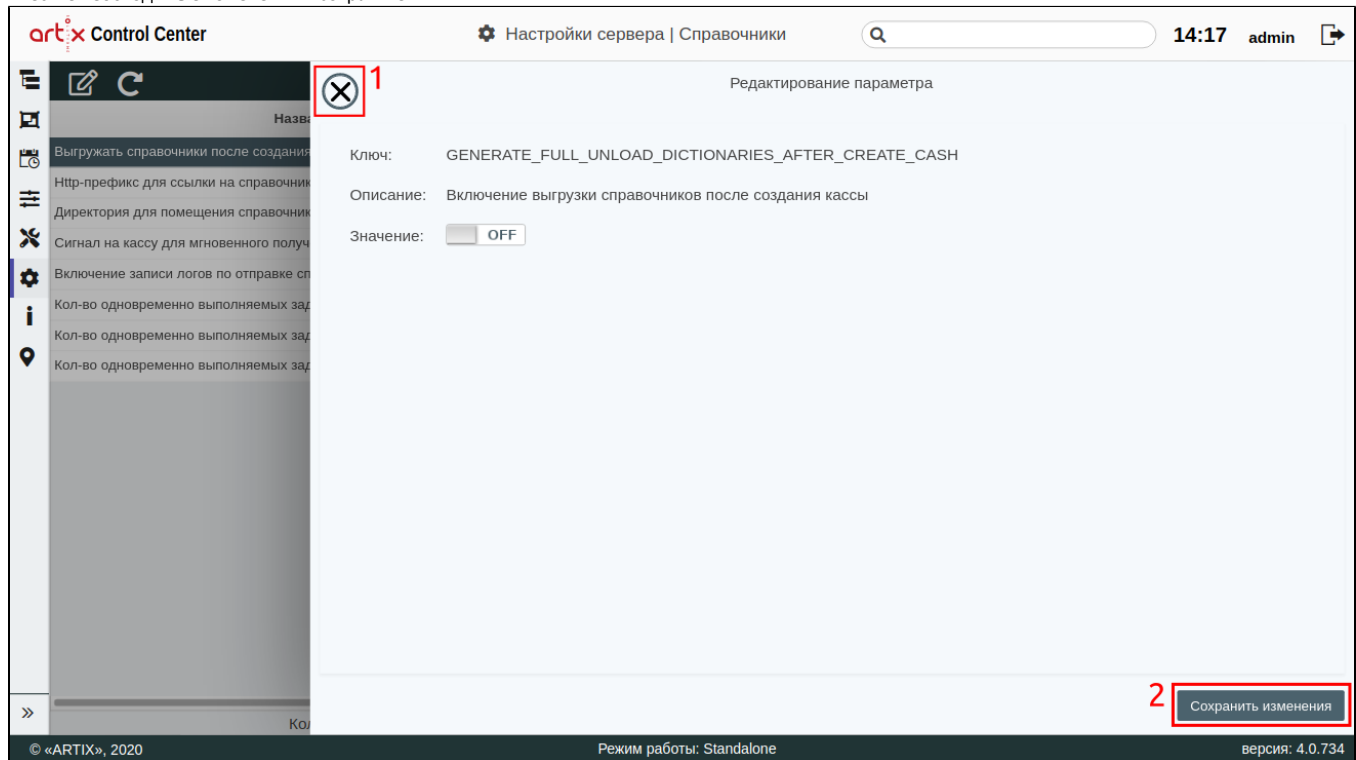 artix Control Center
Настройки сервера | Справочники
14:17 admin
1
Редактирование параметра
Назва
Выгружать справочники после создания
Http-префикс для ссылки на справочник
Директория для помещения справочник
Сигнал на кассу для мгновенного получ
Включение записи логов по отправке сп
Кол-во одновременно выполняемых зад
Кол-во одновременно выполняемых зад
Кол-во одновременно выполняемых зад
Ключ: GENERATE_FULL_UNLOAD_DICTIONARIES_AFTER_CREATE_CASH
Описание: Включение выгрузки справочников после создания кассы
Значение: OFF
2
Сохранить изменения
Кол
© «ARTIX», 2020
Режим работы: Standalone
версия: 4.0.734